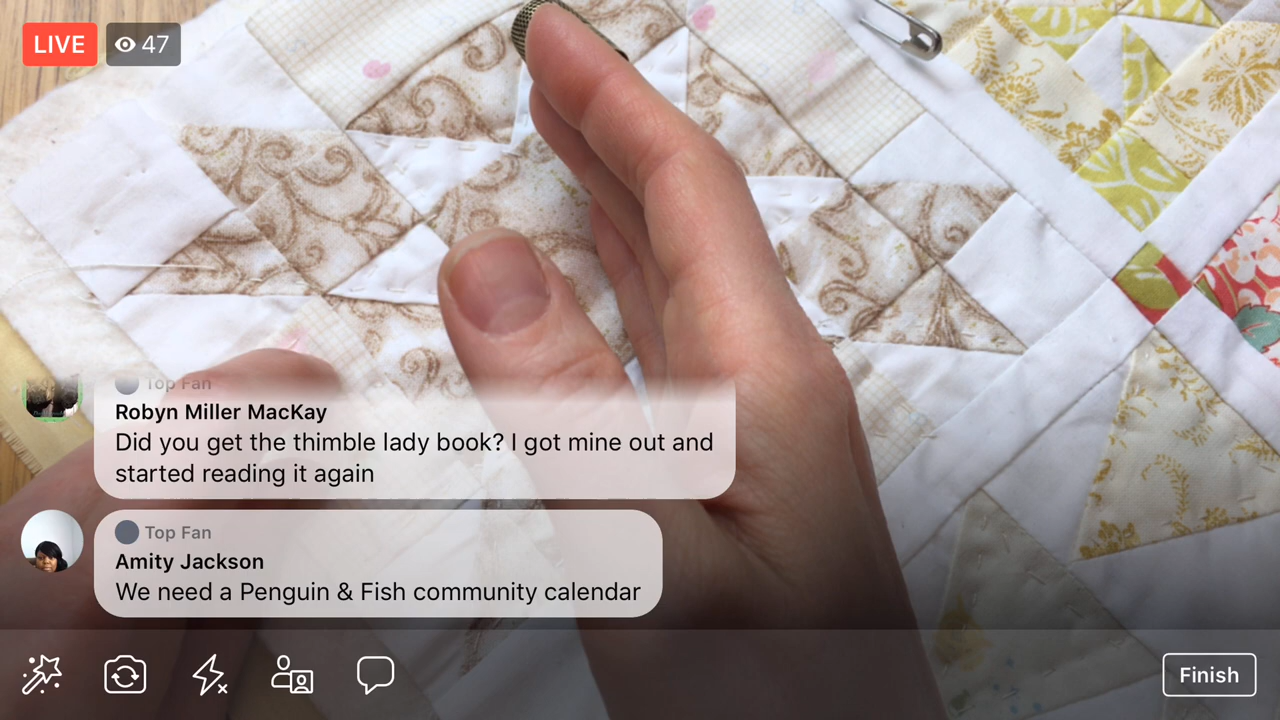 LIVE
47
Top Fan
Robyn Miller MacKay
Did you get the thimble lady book? I got mine out and
started reading it again
Top Fan
Amity Jackson
We need a Penguin & Fish community calendar
Finish